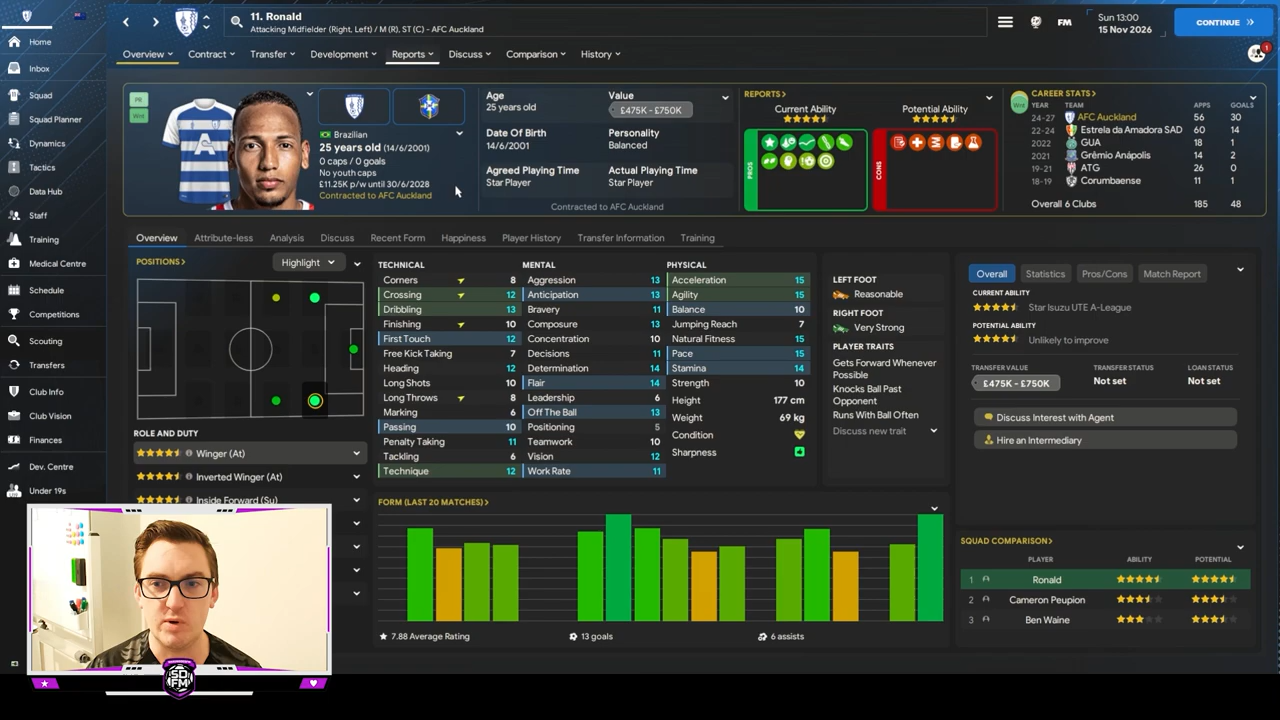 11. Ronald
Attacking Midfielder (Right, Left) / M (R), ST (C) - AFC Auckland
FM
Sun 13:00
15 Nov 2026
CONTINUE
1
Home
Inbox
Squad
Squad Planner
Dynamics
Tactics
Data Hub
Staff
Training
Medical Centre
Schedule
Competitions
Scouting
Transfers
Club Info
Club Vision
Finances
Dev. Centre
Under 19s
Overview Contract Transfer Development Reports Discuss Comparison History
PR
Wnt
A
Brazilian
25 years old (14/6/2001)
0 caps / 0 goals
No youth caps
£11.25K p/w until 30/6/2028
Contracted to AFC Auckland
Age
25 years old
Value
£475K - £750K
Date Of Birth
14/6/2001
Personality
Balanced
Agreed Playing Time
Star Player
Actual Playing Time
Star Player
Contracted to AFC Auckland
REPORTS
Current Ability
Potential Ability
PROS
CONS
Wnt
CAREER STATS
YEAR TEAM APPS GOALS
24-27 AFC Auckland 56 30
22-24 Estrela da Amadora SAD 60 14
2022 GUA 18 1
2021 Grêmio Anápolis 14 2
19-21 ATG 26 0
18-19 Corumbaense 11 1
Overall 6 Clubs 185 48
Overview Attribute-less Analysis Discuss Recent Form Happiness Player History Transfer Information Training
POSITIONS
Highlight
ROLE AND DUTY
Winger (At)
Inverted Winger (At)
Inside Forward (Su)
TECHNICAL
Corners 8
Crossing 12
Dribbling 13
Finishing 10
First Touch 12
Free Kick Taking 7
Heading 12
Long Shots 10
Long Throws 8
Marking 6
Passing 10
Penalty Taking 11
Tackling 6
Technique 12
MENTAL
Aggression 13
Anticipation 13
Bravery 11
Composure 13
Concentration 10
Decisions 11
Determination 14
Flair 14
Leadership 6
Off The Ball 13
Positioning 5
Teamwork 10
Vision 12
Work Rate 11
PHYSICAL
Acceleration 15
Agility 15
Balance 10
Jumping Reach 7
Natural Fitness 15
Pace 15
Stamina 14
Strength 10
Height 177 cm
Weight 69 kg
Condition
Sharpness
LEFT FOOT
Reasonable
RIGHT FOOT
Very Strong
PLAYER TRAITS
Gets Forward Whenever
Possible
Knocks Ball Past
Opponent
Runs With Ball Often
Discuss new trait
FORM (LAST 20 MATCHES)
7.88 Average Rating
13 goals
6 assists
Overall Statistics Pros/Cons Match Report
CURRENT ABILITY
Star Isuzu UTE A-League
POTENTIAL ABILITY
Unlikely to improve
TRANSFER VALUE
£475K - £750K
TRANSFER STATUS
Not set
LOAN STATUS
Not set
Discuss Interest with Agent
Hire an Intermediary
SQUAD COMPARISON
PLAYER ABILITY POTENTIAL
1 Ronald
2 Cameron Peupion
3 Ben Waine
SDFM